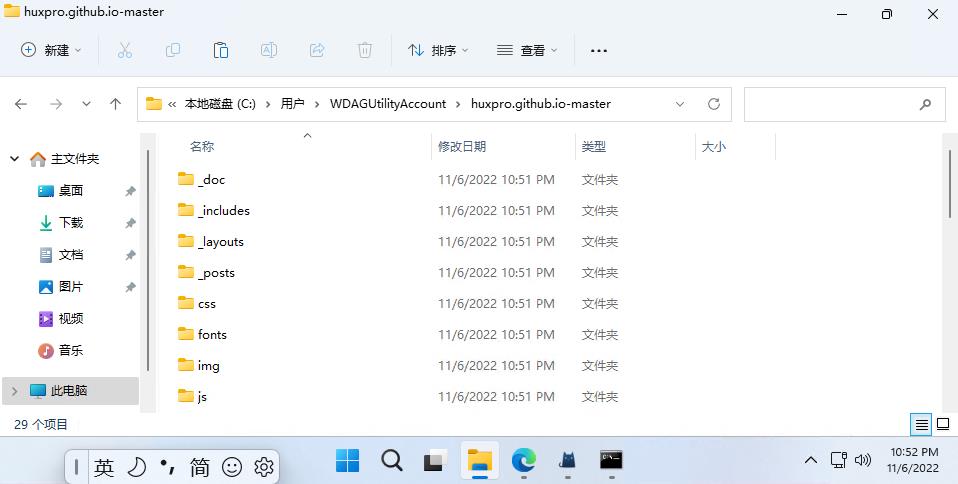 huxpro.github.io-master
新建 排序 查看
« 本地磁盘 (C:) › 用户 › WDAGUtilityAccount › huxpro.github.io-master
名称 修改日期 类型 大小
主文件夹
桌面
下载
文档
图片
视频
音乐
此电脑
_doc 11/6/2022 10:51 PM 文件夹
_includes 11/6/2022 10:51 PM 文件夹
_layouts 11/6/2022 10:51 PM 文件夹
_posts 11/6/2022 10:51 PM 文件夹
css 11/6/2022 10:51 PM 文件夹
fonts 11/6/2022 10:51 PM 文件夹
img 11/6/2022 10:51 PM 文件夹
js 11/6/2022 10:51 PM 文件夹
29 个项目
英 简
10:52 PM
11/6/2022